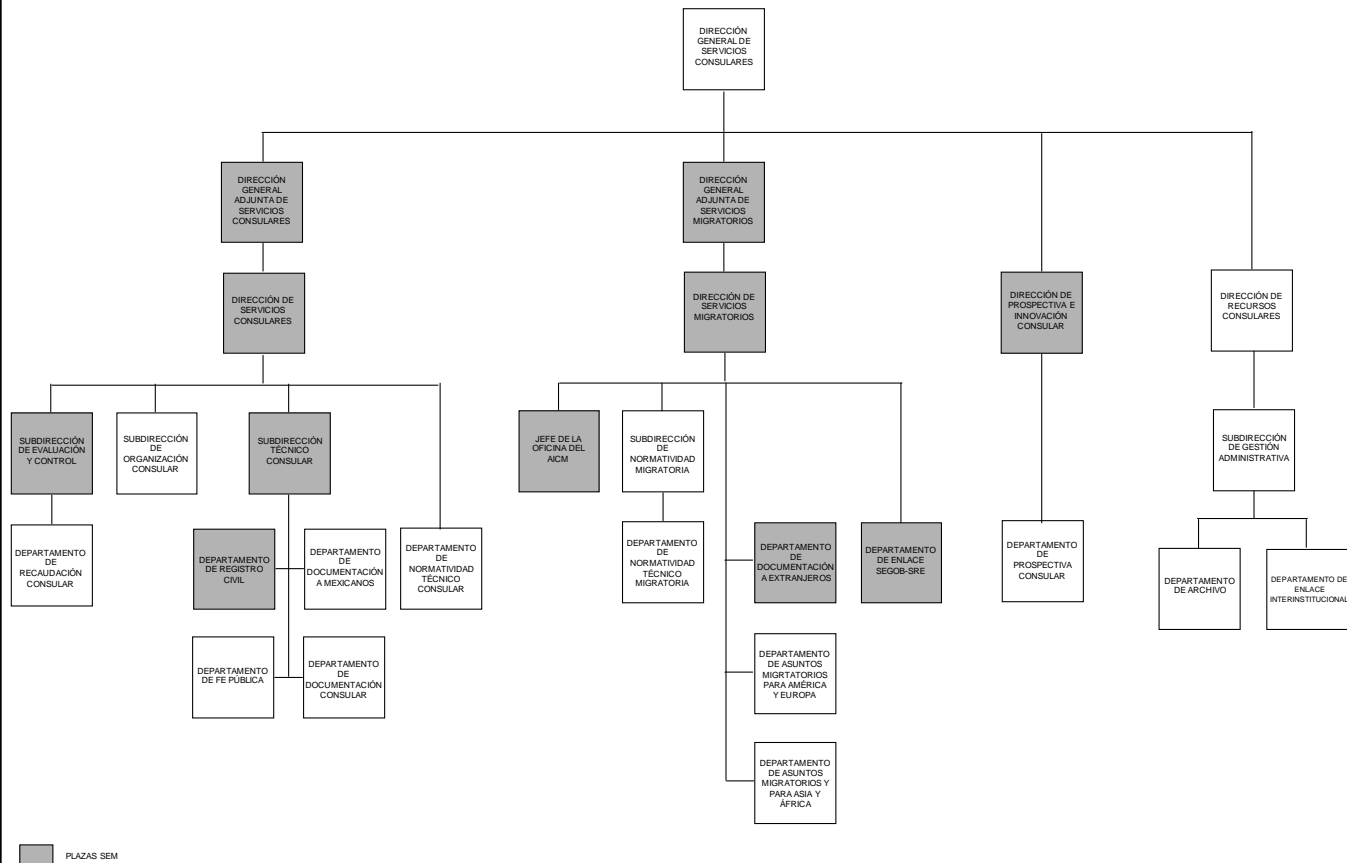 DIRECCIÓN
GENERAL DE
SERVICIOS
CONSULARES
DIRECCIÓN
GENERAL
ADJUNTA DE
SERVICIOS
CONSULARES
DIRECCIÓN
GENERAL
ADJUNTA DE
SERVICIOS
MIGRATORIOS
DIRECCIÓN DE
SERVICIOS
CONSULARES
DIRECCIÓN DE
SERVICIOS
MIGRATORIOS
DIRECCIÓN DE
PROSPECTIVA E
INNOVACIÓN
CONSULAR
DIRECCIÓN DE
RECURSOS
CONSULARES
SUBDIRECCIÓN
DE EVALUACIÓN
Y CONTROL
SUBDIRECCIÓN
DE
ORGANIZACIÓN
CONSULAR
SUBDIRECCIÓN
TÉCNICO
CONSULAR
JEFE DE LA
OFICINA DEL
AICM
SUBDIRECCIÓN
DE
NORMATIVIDAD
MIGRATORIA
SUBDIRECCIÓN
DE GESTIÓN
ADMINISTRATIVA
DEPARTAMENTO
DE
RECAUDACIÓN
CONSULAR
DEPARTAMENTO
DE REGISTRO
CIVIL
DEPARTAMENTO
DE
DOCUMENTACIÓN
A MEXICANOS
DEPARTAMENTO
DE
NORMATIVIDAD
TÉCNICO
CONSULAR
DEPARTAMENTO
DE
NORMATIVIDAD
TÉCNICO
MIGRATORIA
DEPARTAMENTO
DE
DOCUMENTACIÓN
A EXTRANJEROS
DEPARTAMENTO
DE ENLACE
SEGOB-SRE
DEPARTAMENTO
DE
PROSPECTIVA
CONSULAR
DEPARTAMENTO
DE ARCHIVO
DEPARTAMENTO DE
ENLACE
INTERINSTITUCIONAL
DEPARTAMENTO
DE FE PÚBLICA
DEPARTAMENTO
DE
DOCUMENTACIÓN
CONSULAR
DEPARTAMENTO
DE ASUNTOS
MIGRTATORIOS
PARA AMÉRICA
Y EUROPA
DEPARTAMENTO
DE ASUNTOS
MIGRATORIOS Y
PARA ASIA Y
ÁFRICA
PLAZAS SEM